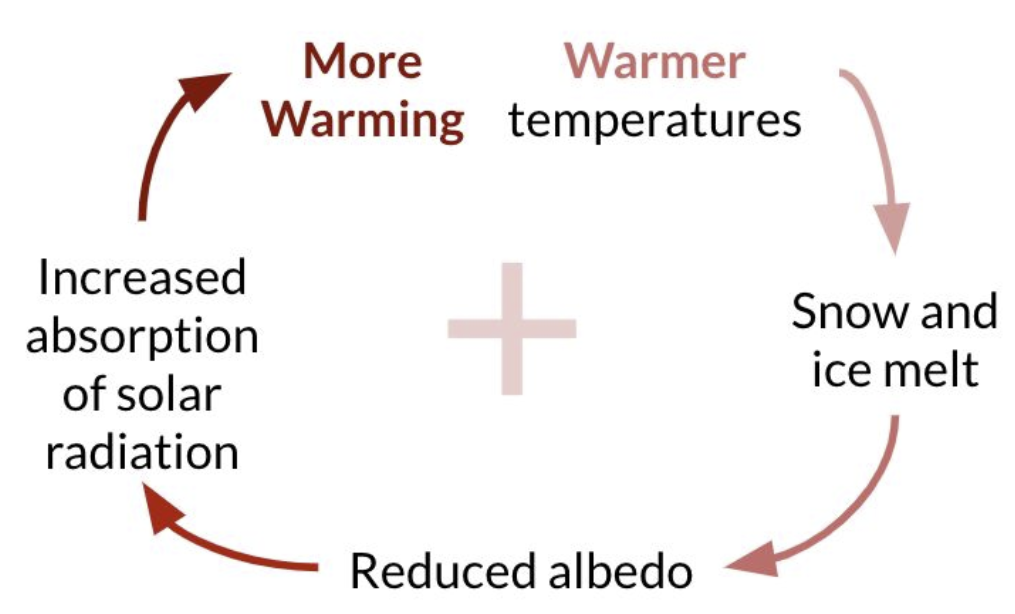 More
Warming
Warmer
temperatures
Snow and
ice melt
Reduced albedo
Increased
absorption
of solar
radiation